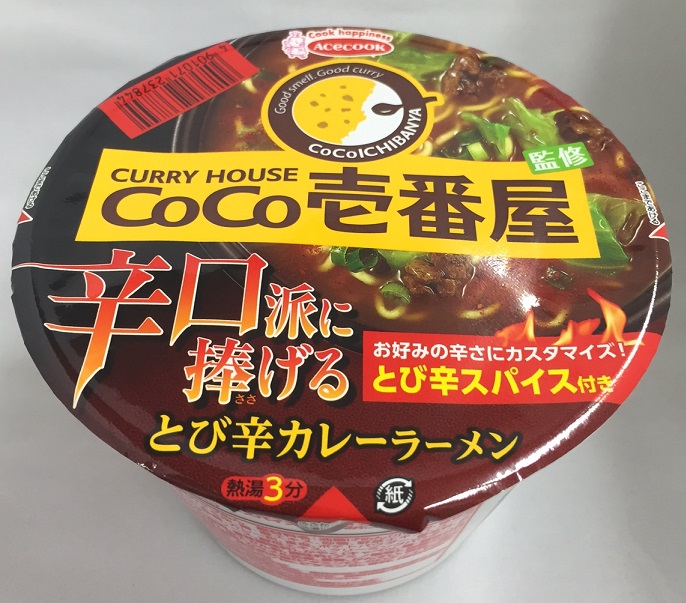 Cook happiness
ACECOOK
4901071237844
Good smell. Good curry
CoCoICHIBANYA
監修
CURRY HOUSE
CoCo壱番屋
辛口派に
捧げる
ささ
お好みの辛さにカスタマイズ!
とび辛スパイス付き
とび辛カレーラーメン
熱湯3分
紙